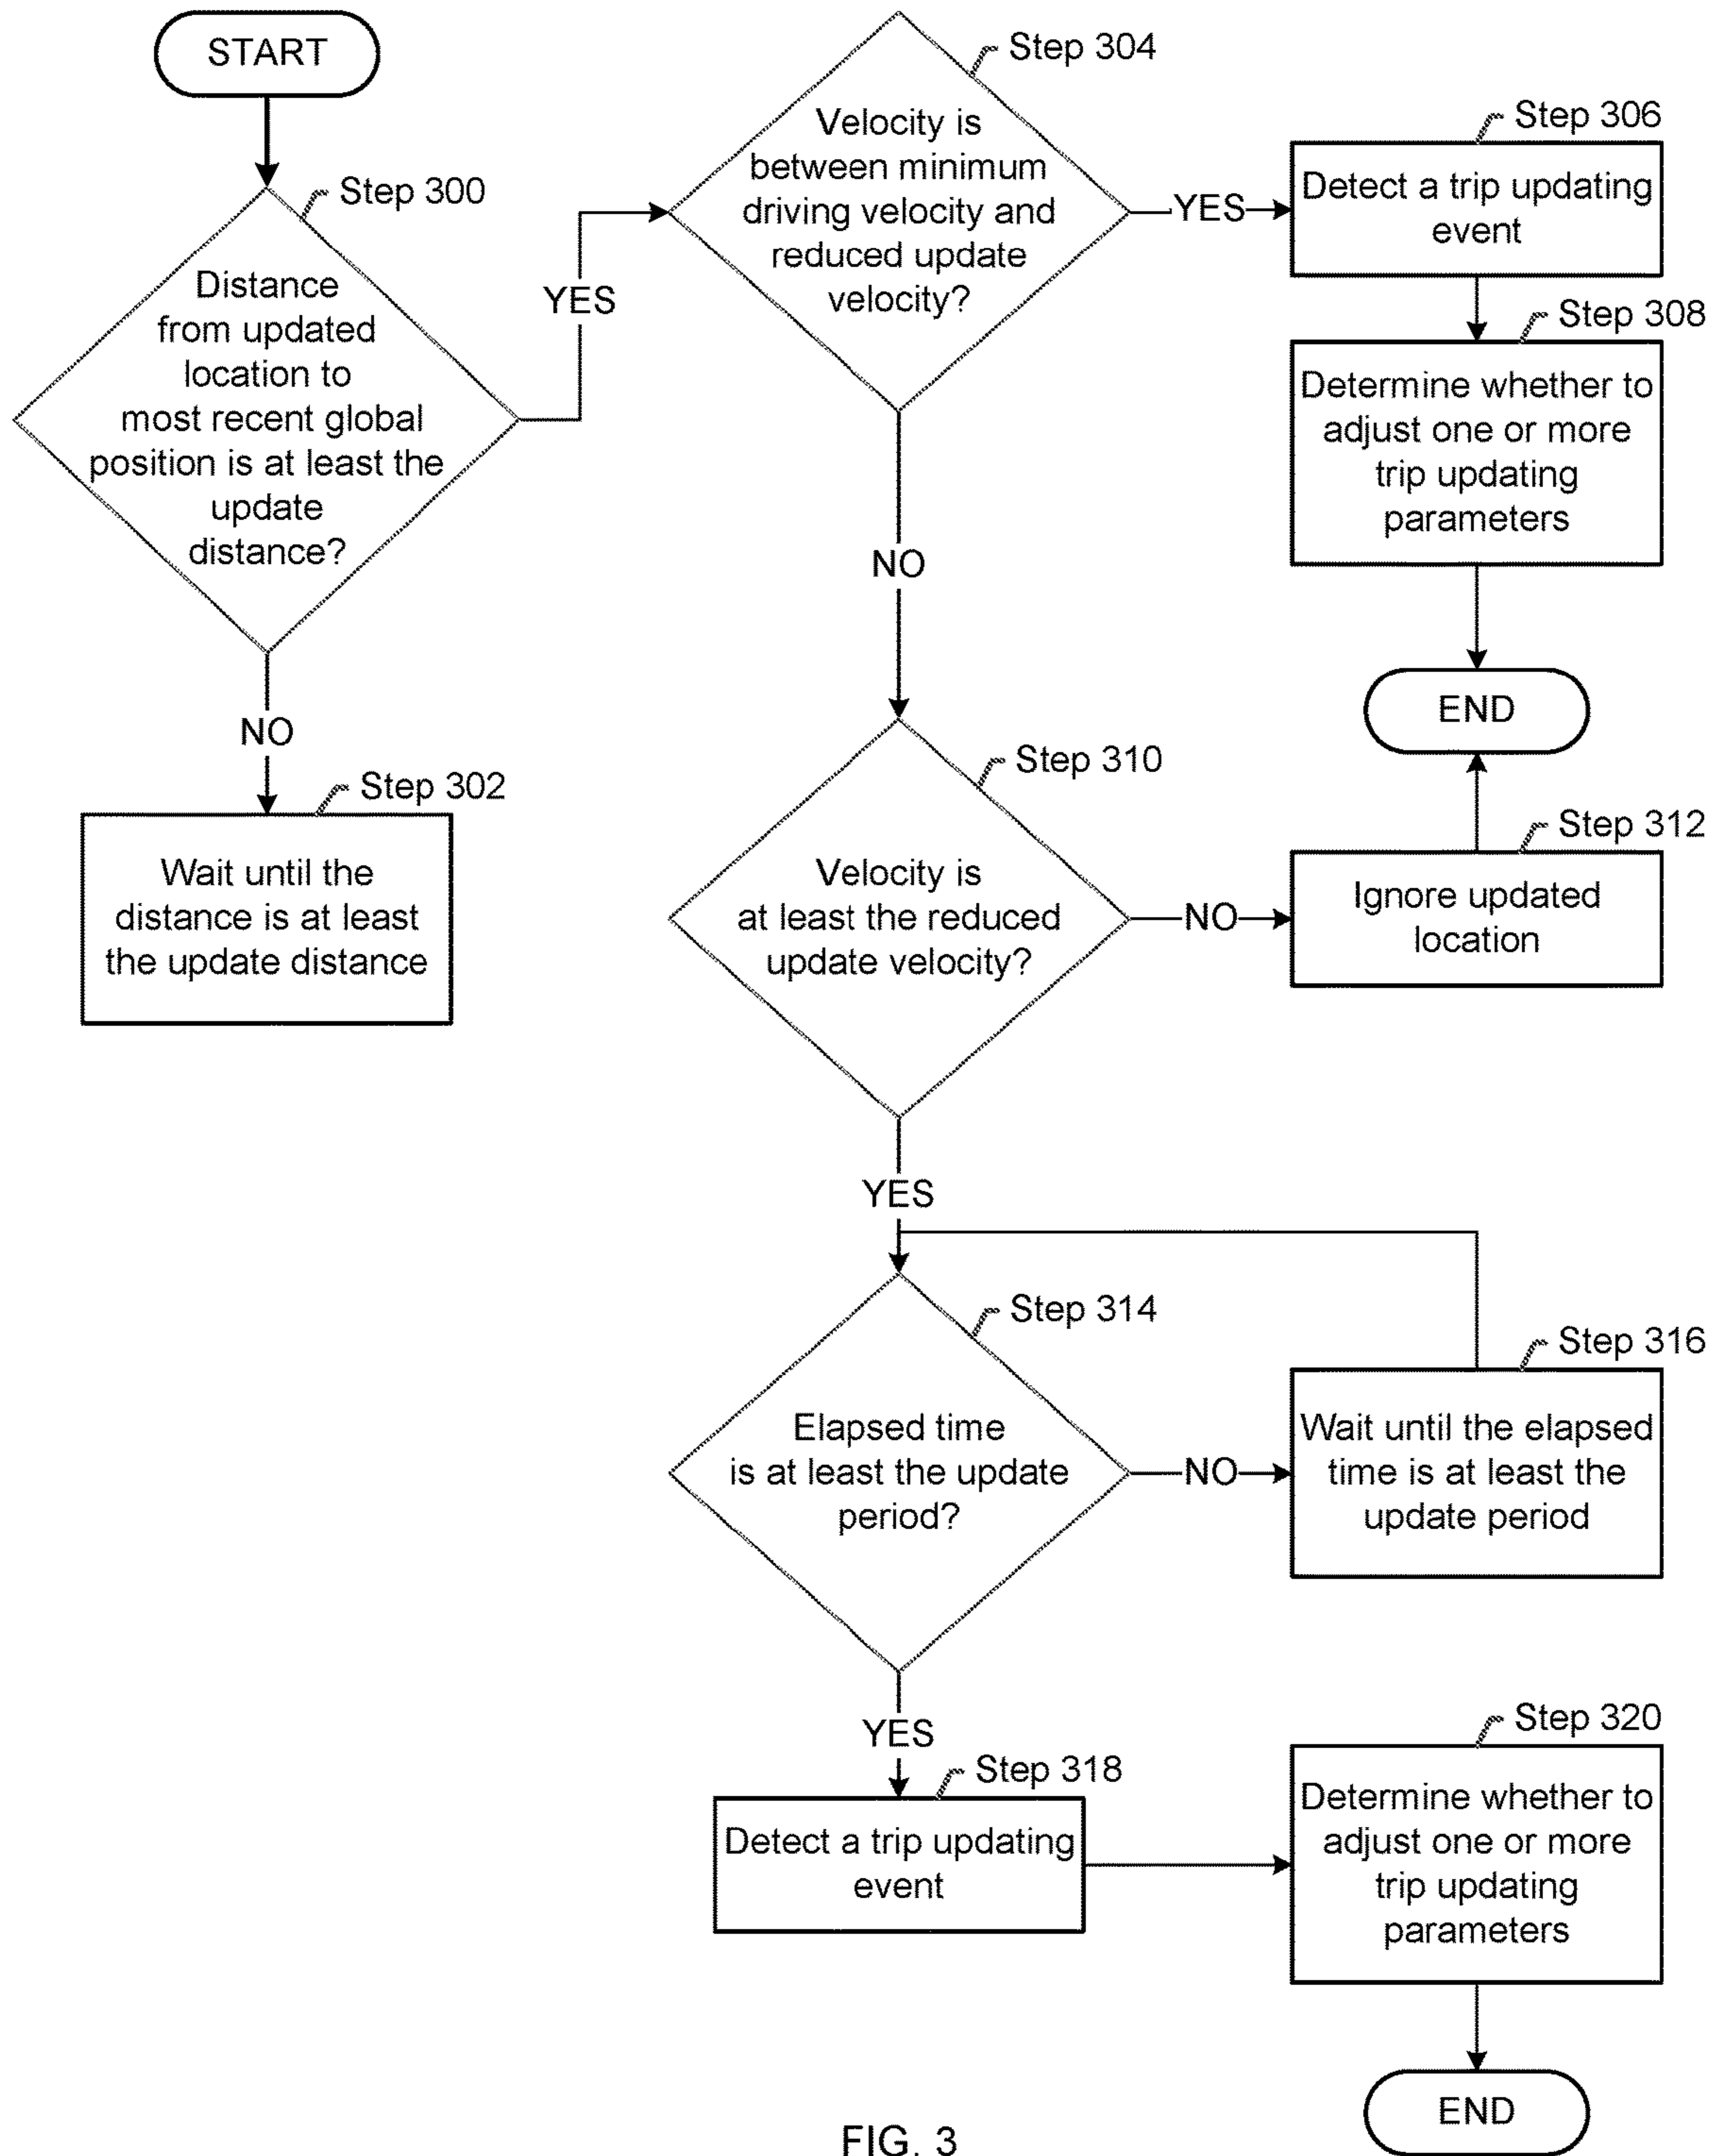 START
Step 300
Distance
from updated
location to
most recent global
position is at least the
update
distance?
YES
NO
Step 302
Wait until the
distance is at least
the update distance
Step 304
Velocity is
between minimum
driving velocity and
reduced update
velocity?
YES
NO
Step 306
Detect a trip updating
event
Step 308
Determine whether to
adjust one or more
trip updating
parameters
END
Step 310
Velocity is
at least the reduced
update velocity?
NO
YES
Step 312
Ignore updated
location
Step 314
Elapsed time
is at least the update
period?
NO
YES
Step 316
Wait until the elapsed
time is at least the
update period
Step 318
Detect a trip updating
event
Step 320
Determine whether to
adjust one or more
trip updating
parameters
END
FIG. 3